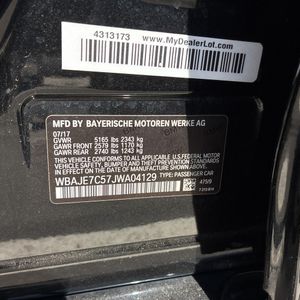 4313173
www.MyDealerLot.com
MFD BY BAYERISCHE MOTOREN WERKE AG
07/17
GVWR 5165 lbs 2343 kg
GAWR FRONT 2579 lbs 1170 kg
GAWR REAR 2740 lbs 1243 kg
THIS VEHICLE CONFORMS TO ALL APPLICABLE
FEDERAL MOTOR VEHICLE SAFETY, BUMPER
AND THEFT PREVENTION STANDARDS
IN EFFECT ON THE DATE OF
MANUFACTURE SHOWN ABOVE
WBAJE7C57JWA04129 TYPE: PASSENGER CAR
475/9